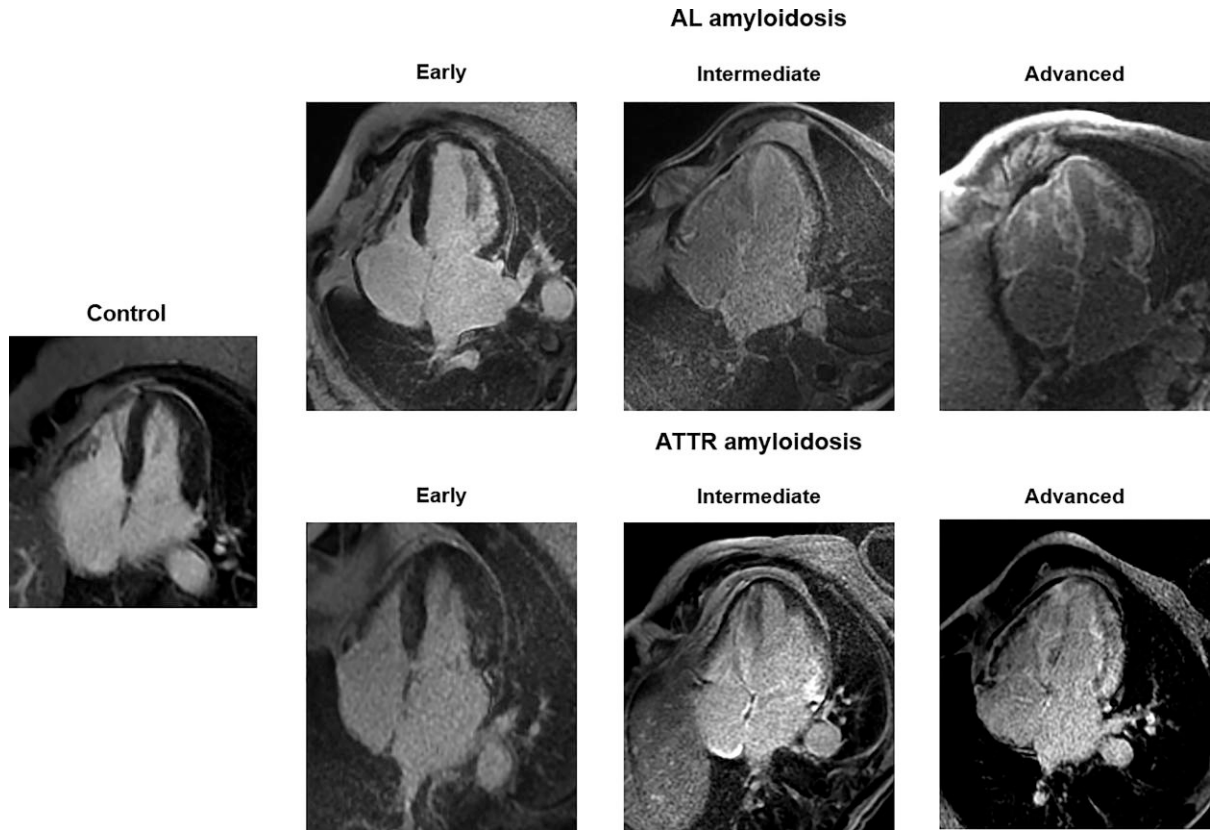 AL amyloidosis
Early
Intermediate
Advanced
Control
ATTR amyloidosis
Early
Intermediate
Advanced